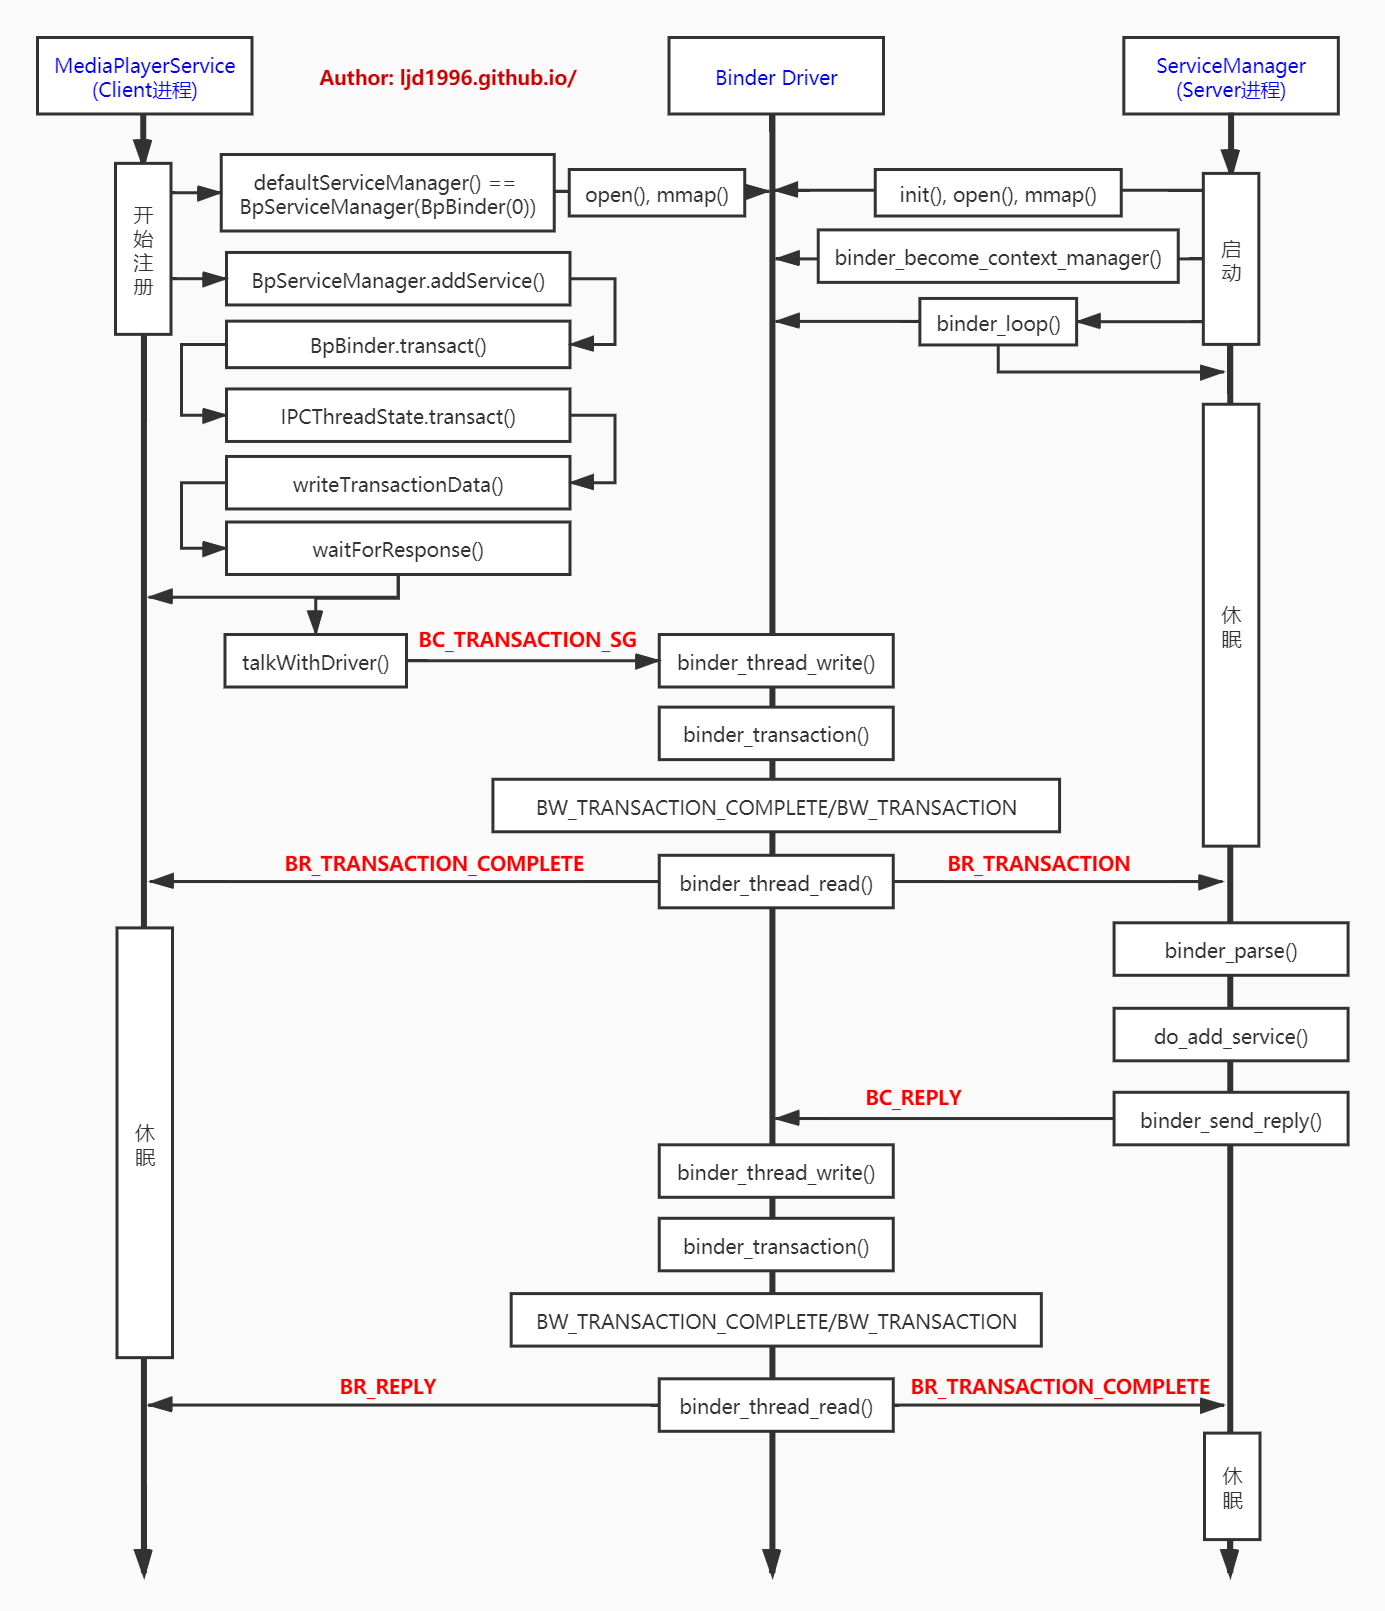 MediaPlayerService
(Client进程)
Author: ljd1996.github.io/
Binder Driver
ServiceManager
(Server进程)
开
始
注
册
defaultServiceManager() ==
BpServiceManager(BpBinder(0))
open(), mmap()
init(), open(), mmap()
启
动
binder_become_context_manager()
BpServiceManager.addService()
binder_loop()
BpBinder.transact()
IPCThreadState.transact()
writeTransactionData()
waitForResponse()
休
眠
talkWithDriver()
BC_TRANSACTION_SG
binder_thread_write()
binder_transaction()
BW_TRANSACTION_COMPLETE/BW_TRANSACTION
BR_TRANSACTION_COMPLETE
binder_thread_read()
BR_TRANSACTION
binder_parse()
do_add_service()
BC_REPLY
binder_send_reply()
休
眠
binder_thread_write()
binder_transaction()
BW_TRANSACTION_COMPLETE/BW_TRANSACTION
BR_REPLY
binder_thread_read()
BR_TRANSACTION_COMPLETE
休
眠